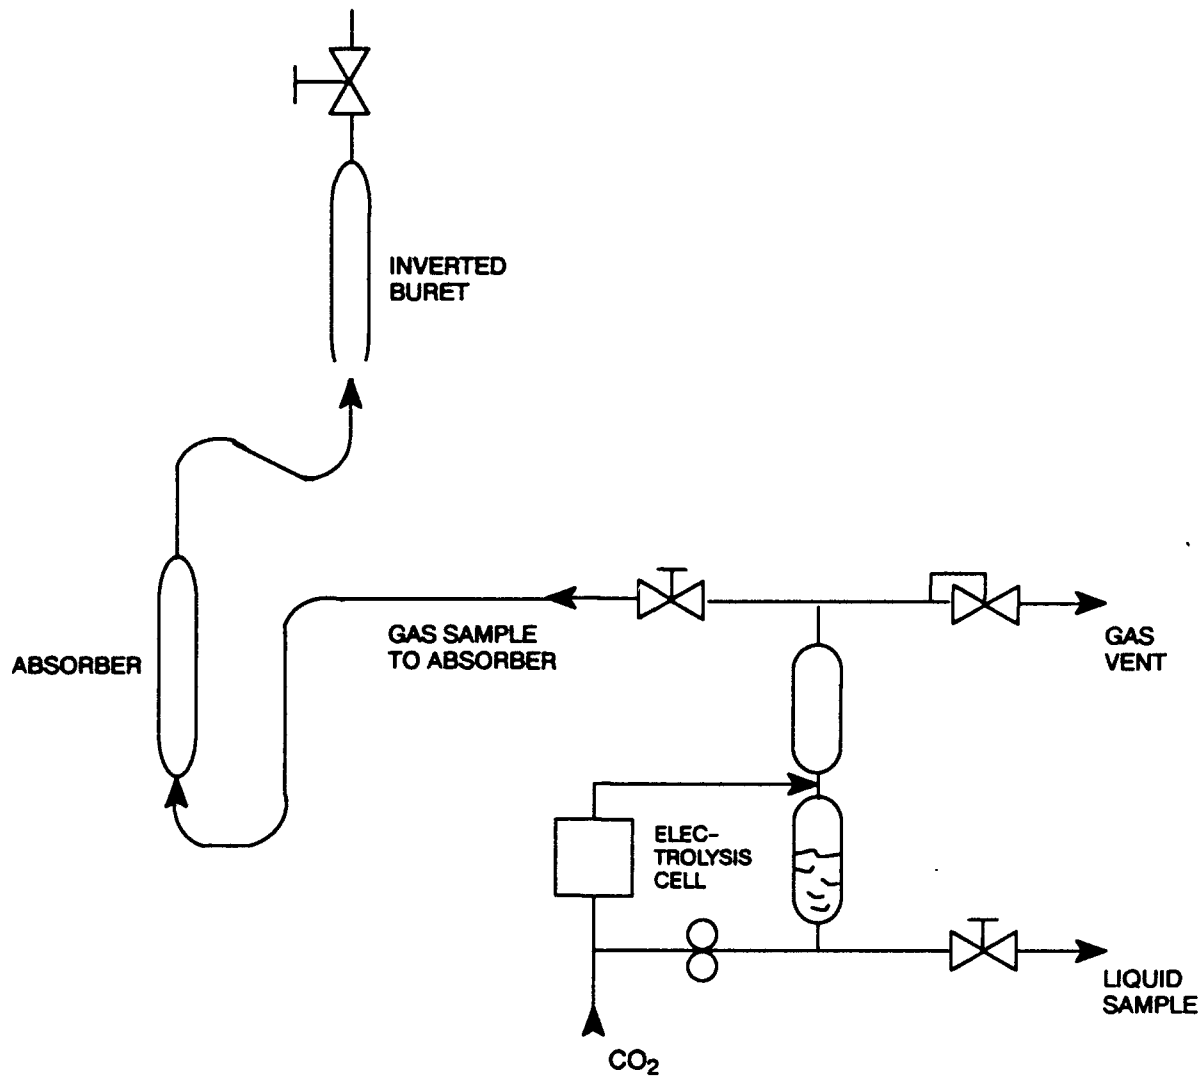 INVERTED
BURET
GAS SAMPLE
TO ABSORBER
ABSORBER
GAS
VENT
ELEC-
TROLYSIS
CELL
LIQUID
SAMPLE
CO₂